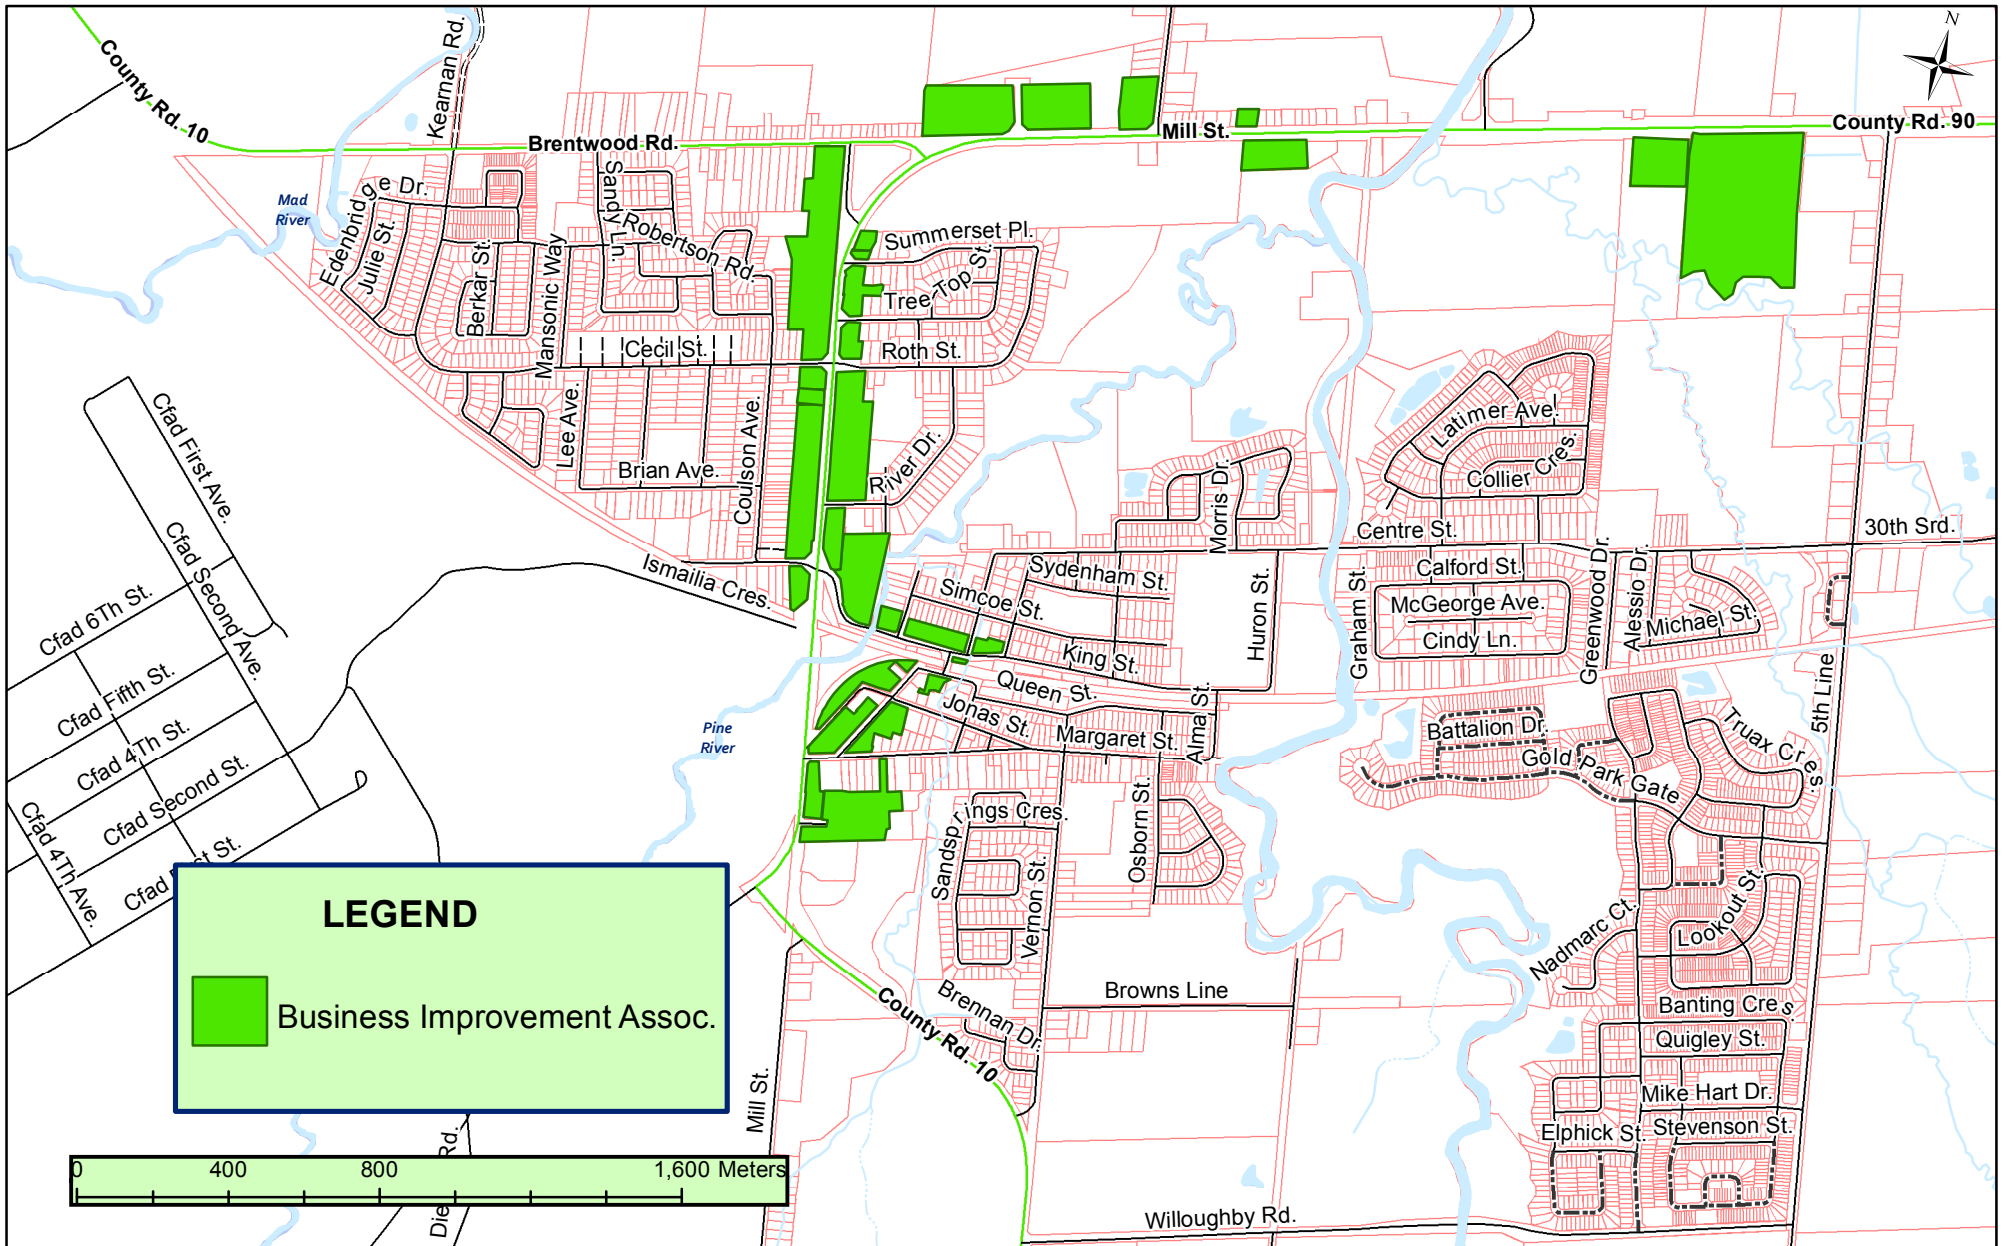 N
County Rd. 10
Kearnan Rd.
Brentwood Rd.
Mill St.
County Rd. 90
Mad
River
Edenbridge Dr.
Julie St.
Berkar St.
Mansonic Way
Sandy Ln.
Robertson Rd.
Summerset Pl.
Tree Top St.
Roth St.
Cecil St.
Lee Ave.
Brian Ave.
Coulson Ave.
River Dr.
Cfad First Ave.
Cfad Second Ave.
Latimer Ave.
Collier Cres.
Morris Dr.
Centre St.
30th Srd.
Ismailia Cres.
Sydenham St.
Simcoe St.
King St.
Queen St.
Jonas St.
Margaret St.
Alma St.
Huron St.
Graham St.
Calford St.
McGeorge Ave.
Cindy Ln.
Greenwood Dr.
Alessio Dr.
Michael St.
5th Line
Cfad 6Th St.
Cfad Fifth St.
Cfad 4Th St.
Cfad Second St.
Cfad 4Th Ave.
Cfad
St St.
Pine
River
Battalion Dr.
Gold Park Gate
Truax Cres.
Sandsprings Cres.
Vernon St.
Osborn St.
Nadmarc Ct.
Lookout St.
LEGEND
Business Improvement Assoc.
Browns Line
Brennan Dr.
County Rd. 10
Banting Cres.
Quigley St.
Mike Hart Dr.
Elphick St.
Stevenson St.
Mill St.
Die
Rd.
0 400 800 1,600 Meters
Willoughby Rd.